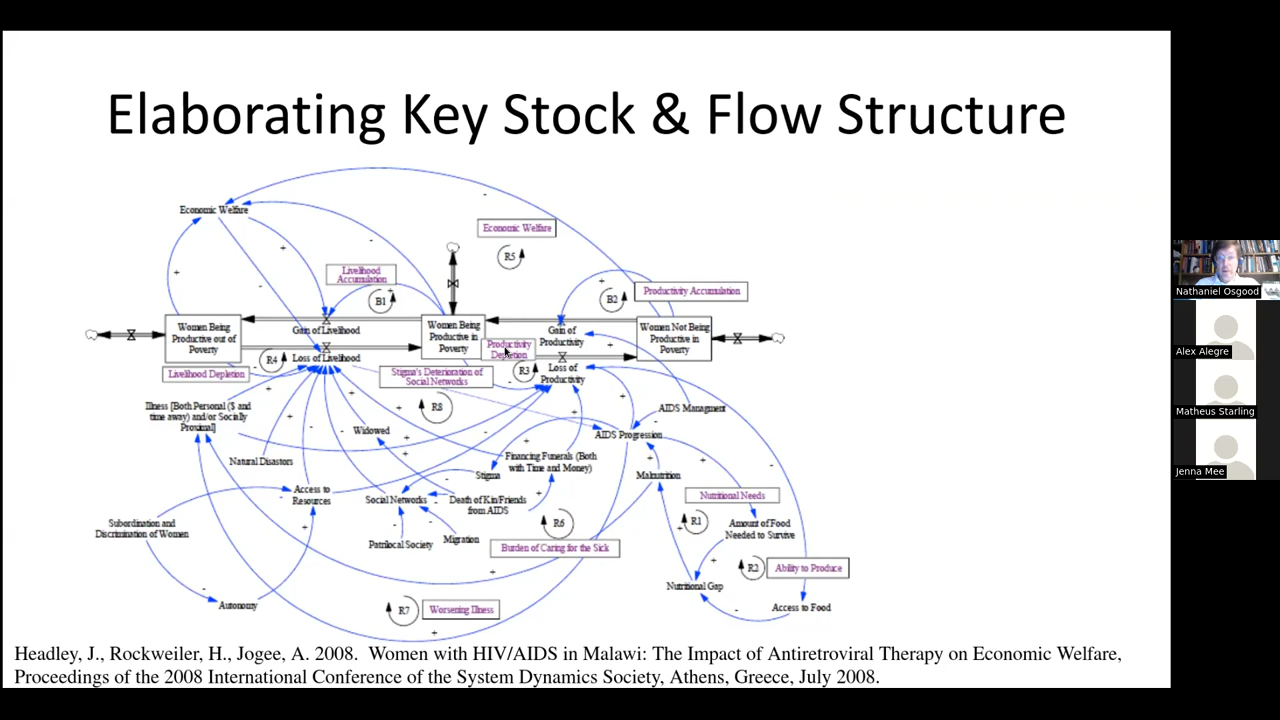 Elaborating Key Stock & Flow Structure
Economic Welfare
Economic Welfare
R5
Livelihood
Accumulation
B1
B2
Productivity Accumulation
Women Being
Productive out of
Poverty
Gain of Livelihood
Women Being
Productive in
Poverty
Gain of
Productivity
Women Not Being
Productive in
Poverty
Productivity
Depletion
R4
Loss of Livelihood
Livelihood Depletion
Stigma's Deterioration of
Social Networks
R3
Loss of
Productivity
R8
Illness [Both Personal ($ and
time away) and/or Socially
Proximal]
AIDS Managment
Widowed
AIDS Progression
Natural Disastors
Financing Funerals (Both
with Time and Money)
Stigma
Malnutrition
Access to
Resources
Social Networks
Death of Kin/Friends
from AIDS
Nutritional Needs
R1
Subordination and
Discrimination of Women
Patrilocal Society
Migration
R6
Amount of Food
Needed to Survive
Burden of Caring for the Sick
R2
Ability to Produce
Nutritional Gap
Autonomy
R7
Worsening Illness
Access to Food
Headley, J., Rockweiler, H., Jogee, A. 2008. Women with HIV/AIDS in Malawi: The Impact of Antiretroviral Therapy on Economic Welfare,
Proceedings of the 2008 International Conference of the System Dynamics Society, Athens, Greece, July 2008.
Nathaniel Osgood
Alex Alegre
Matheus Starling
Jenna Mee